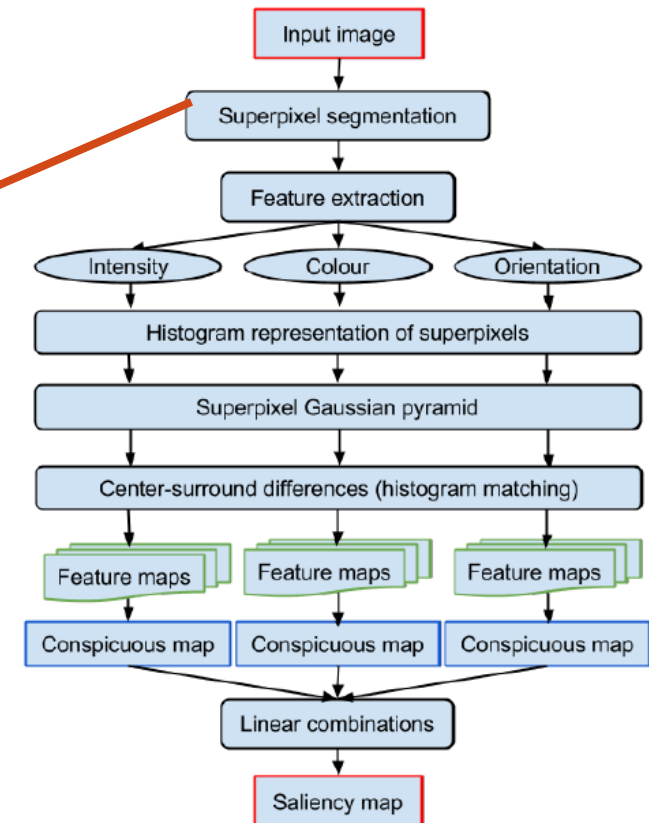 Input image
Superpixel segmentation
Feature extraction
Intensity
Colour
Orientation
Histogram representation of superpixels
Superpixel Gaussian pyramid
Center-surround differences (histogram matching)
Feature maps
Feature maps
Feature maps
Conspicuous map
Conspicuous map
Conspicuous map
Linear combinations
Saliency map